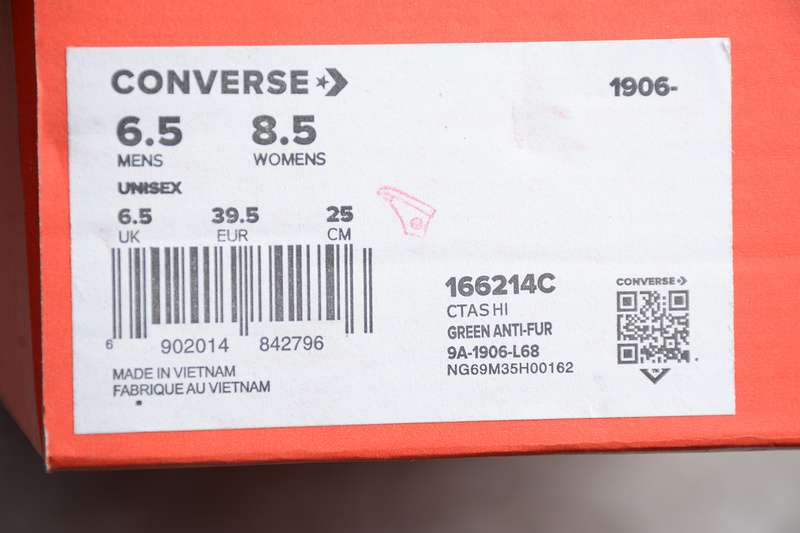 CONVERSE
1906-
6.5 8.5
MENS WOMENS
UNISEX
6.5 39.5 25
UK EUR CM
6 902014 842796
MADE IN VIETNAM
FABRIQUE AU VIETNAM
166214C
CTAS HI
GREEN ANTI-FUR
9A-1906-L68
NG69M35H00162
CONVERSE